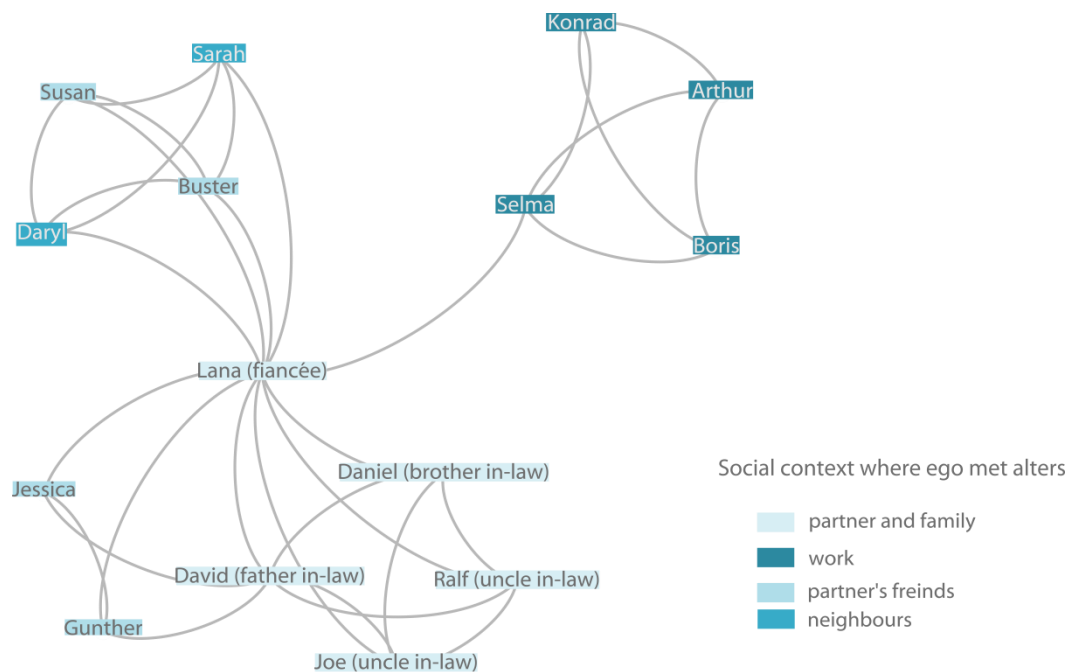 Konrad
Sarah
Susan
Arthur
Buster
Selma
Daryl
Boris
Lana (fiancée)
Daniel (brother in-law)
Social context where ego met alters
Jessica
partner and family
David (father in-law)
Ralf (uncle in-law)
work
partner's freinds
Gunther
neighbours
Joe (uncle in-law)